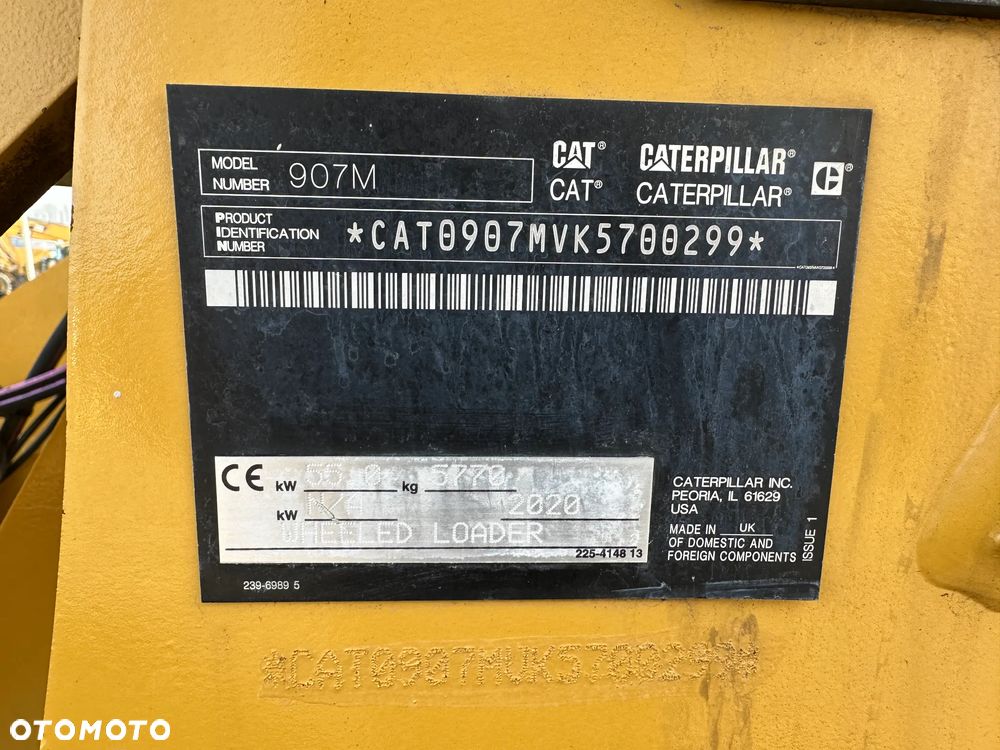 MODEL NUMBER 907M
CAT® CATERPILLAR® C®
CAT® CATERPILLAR®
PRODUCT IDENTIFICATION NUMBER *CAT0907MVK5700299*
CE kW 55.0 kg 5770
kW N/A 2020
WHEELED LOADER
225-4148 13
CATERPILLAR INC.
PEORIA, IL 61629
USA
MADE IN UK
OF DOMESTIC AND
FOREIGN COMPONENTS
ISSUE 1
239-6989 5
*CAT0907MVK5700299*
OTOMOTO